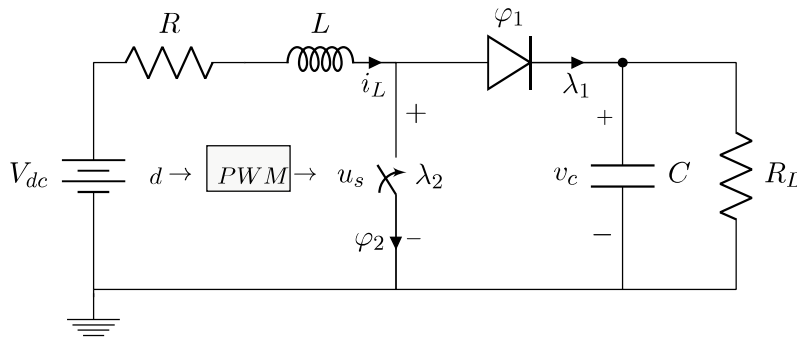 R
L
φ₁
i_L
λ₁
+
+
V_dc
d →
PWM →
u_s
λ₂
v_c
C
R_L
φ₂
−
−